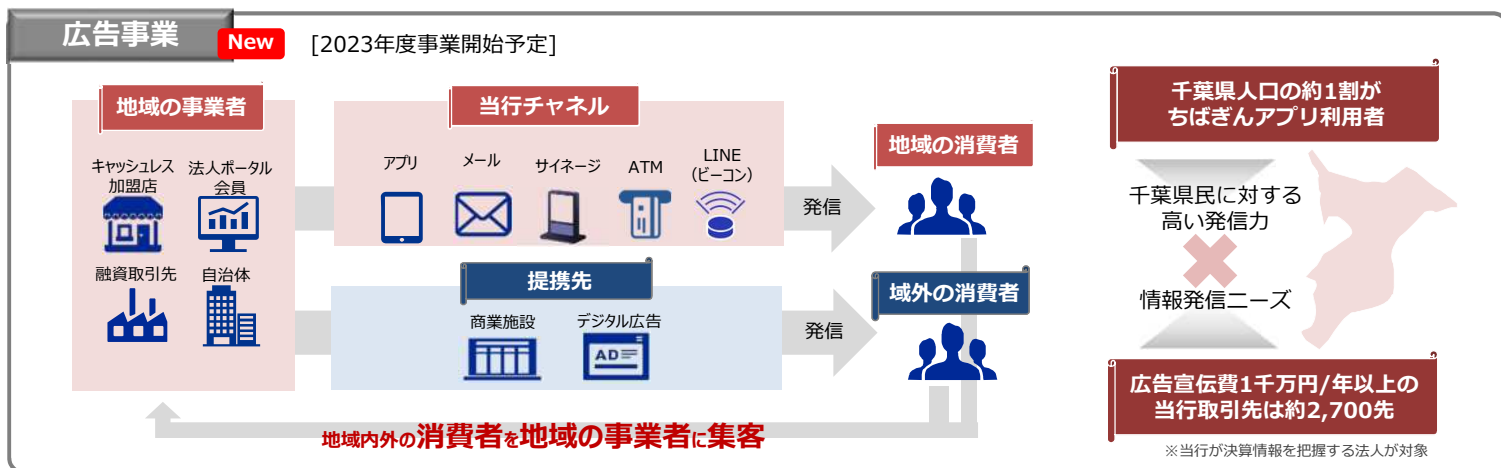 広告事業
New
[2023年度事業開始予定]
地域の事業者
キャッシュレス
加盟店
法人ポータル
会員
融資取引先
自治体
当行チャネル
アプリ
メール
サイネージ
ATM
LINE
(ビーコン)
発信
地域の消費者
提携先
商業施設
デジタル広告
AD
発信
域外の消費者
地域内外の消費者を地域の事業者に集客
千葉県人口の約1割が
ちばぎんアプリ利用者
千葉県民に対する
高い発信力
情報発信ニーズ
広告宣伝費1千万円/年以上の
当行取引先は約2,700先
※当行が決算情報を把握する法人が対象